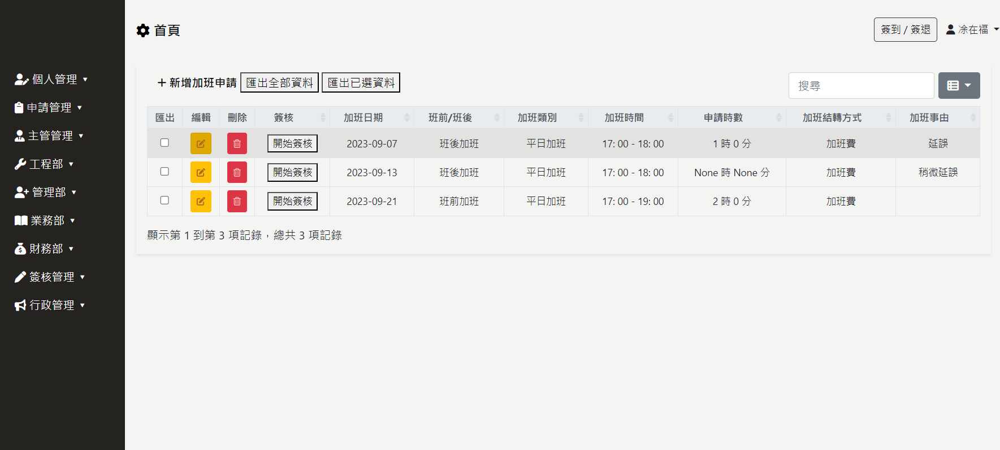 首頁
簽到 / 簽退
凃在福
個人管理
申請管理
主管管理
工程部
管理部
業務部
財務部
簽核管理
行政管理
+ 新增加班申請 匯出全部資料 匯出已選資料
搜尋
匯出 編輯 刪除 簽核 加班日期 班前/班後 加班類別 加班時間 申請時數 加班結轉方式 加班事由
開始簽核 2023-09-07 班後加班 平日加班 17: 00 - 18: 00 1 時 0 分 加班費 延誤
開始簽核 2023-09-13 班後加班 平日加班 17: 00 - 18: 00 None 時 None 分 加班費 稍微延誤
開始簽核 2023-09-21 班前加班 平日加班 17: 00 - 19: 00 2 時 0 分 加班費
顯示第 1 到第 3 項記錄，總共 3 項記錄